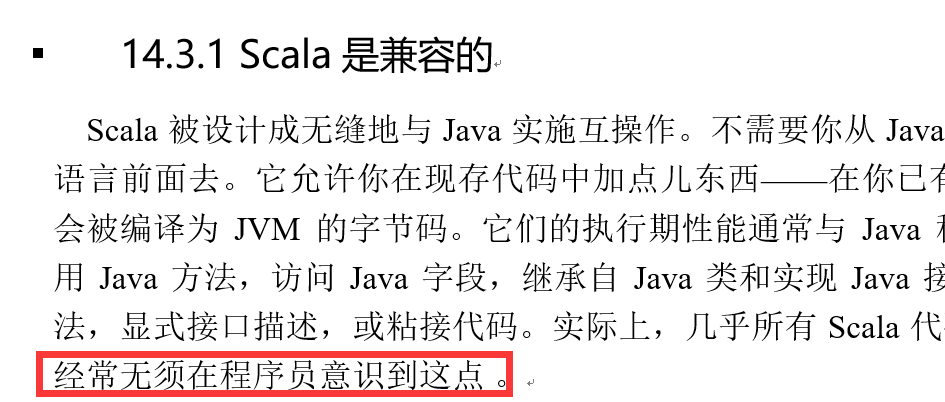 14.3.1 Scala 是兼容的
Scala 被设计成无缝地与 Java 实施互操作。不需要你从 Java
语言前面去。它允许你在现存代码中加点儿东西——在你已有
会被编译为 JVM 的字节码。它们的执行期性能通常与 Java 程
用 Java 方法，访问 Java 字段，继承自 Java 类和实现 Java 接
法，显式接口描述，或粘接代码。实际上，几乎所有 Scala 代
经常无须在程序员意识到这点 。